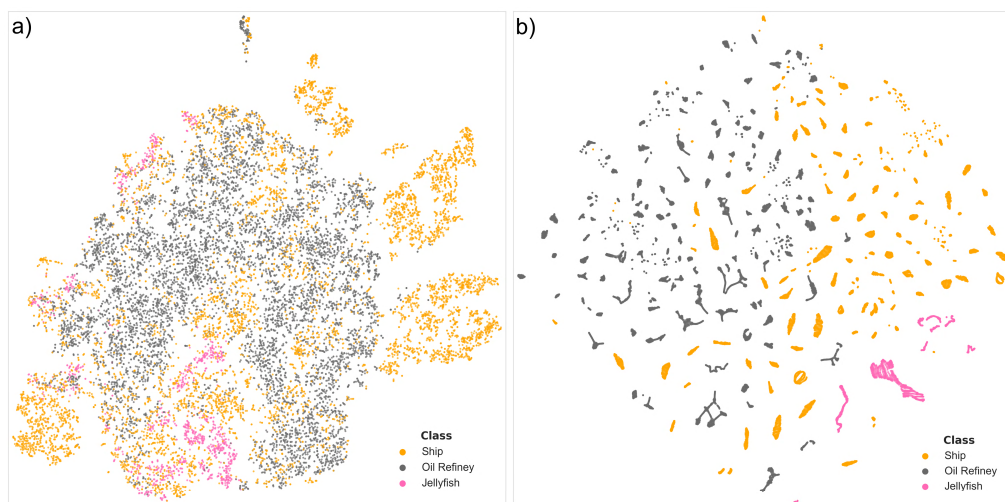 a)
Class
Ship
Oil Refiney
Jellyfish
b)
Class
Ship
Oil Refiney
Jellyfish